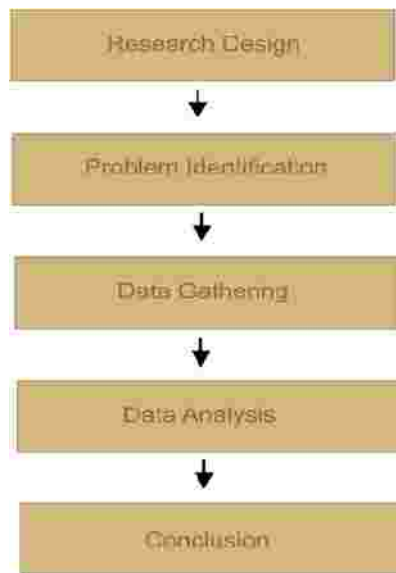 Research Design
Problem Identification
Data Gathering
Data Analysis
Conclusion